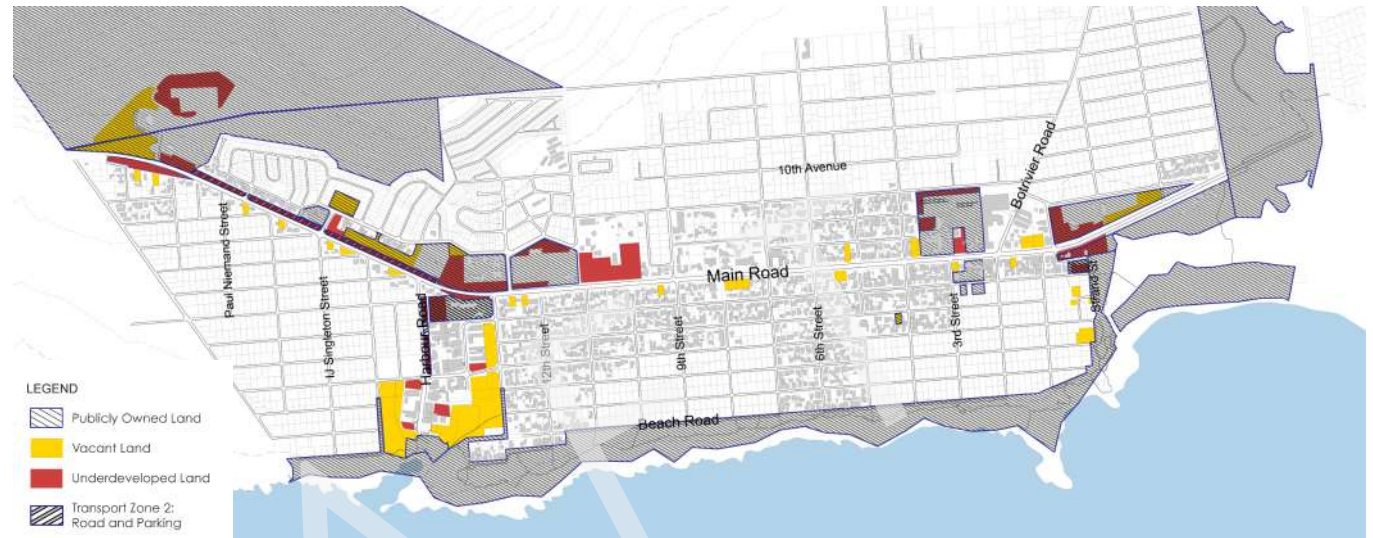 10th Avenue
Botrivier Road
Paul Niemand Street
IJ Singleton Street
Harbour Road
Main Road
12th Street
9th Street
6th Street
3rd Street
Strand St
Beach Road
LEGEND
Publicly Owned Land
Vacant Land
Underdeveloped Land
Transport Zone 2:
Road and Parking